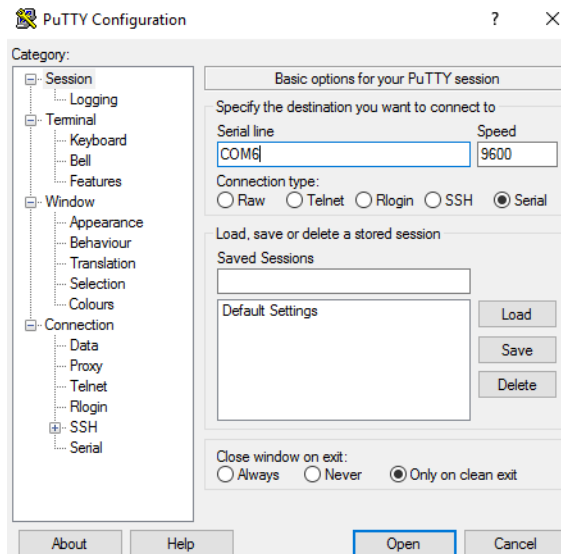 PuTTY Configuration ? ×
Category:
Session
Logging
Terminal
Keyboard
Bell
Features
Window
Appearance
Behaviour
Translation
Selection
Colours
Connection
Data
Proxy
Telnet
Rlogin
SSH
Serial
Basic options for your PuTTY session
Specify the destination you want to connect to
Serial line Speed
COM6 9600
Connection type:
Raw Telnet Rlogin SSH Serial
Load, save or delete a stored session
Saved Sessions
Default Settings
Load
Save
Delete
Close window on exit:
Always Never Only on clean exit
About Help Open Cancel